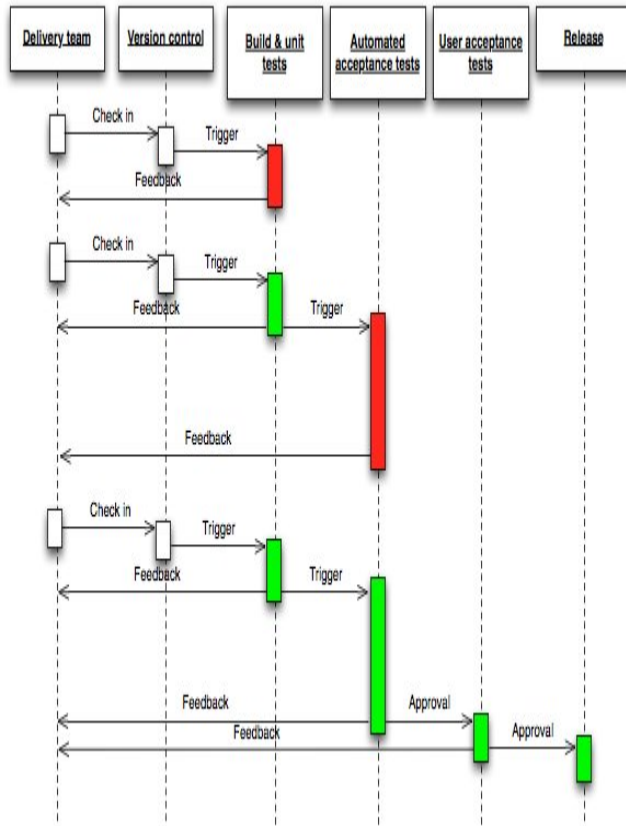 Delivery team
Version control
Build & unit
tests
Automated
acceptance tests
User acceptance
tests
Release
Check in
Trigger
Feedback
Check in
Trigger
Feedback
Trigger
Feedback
Check in
Trigger
Feedback
Trigger
Feedback
Approval
Feedback
Approval